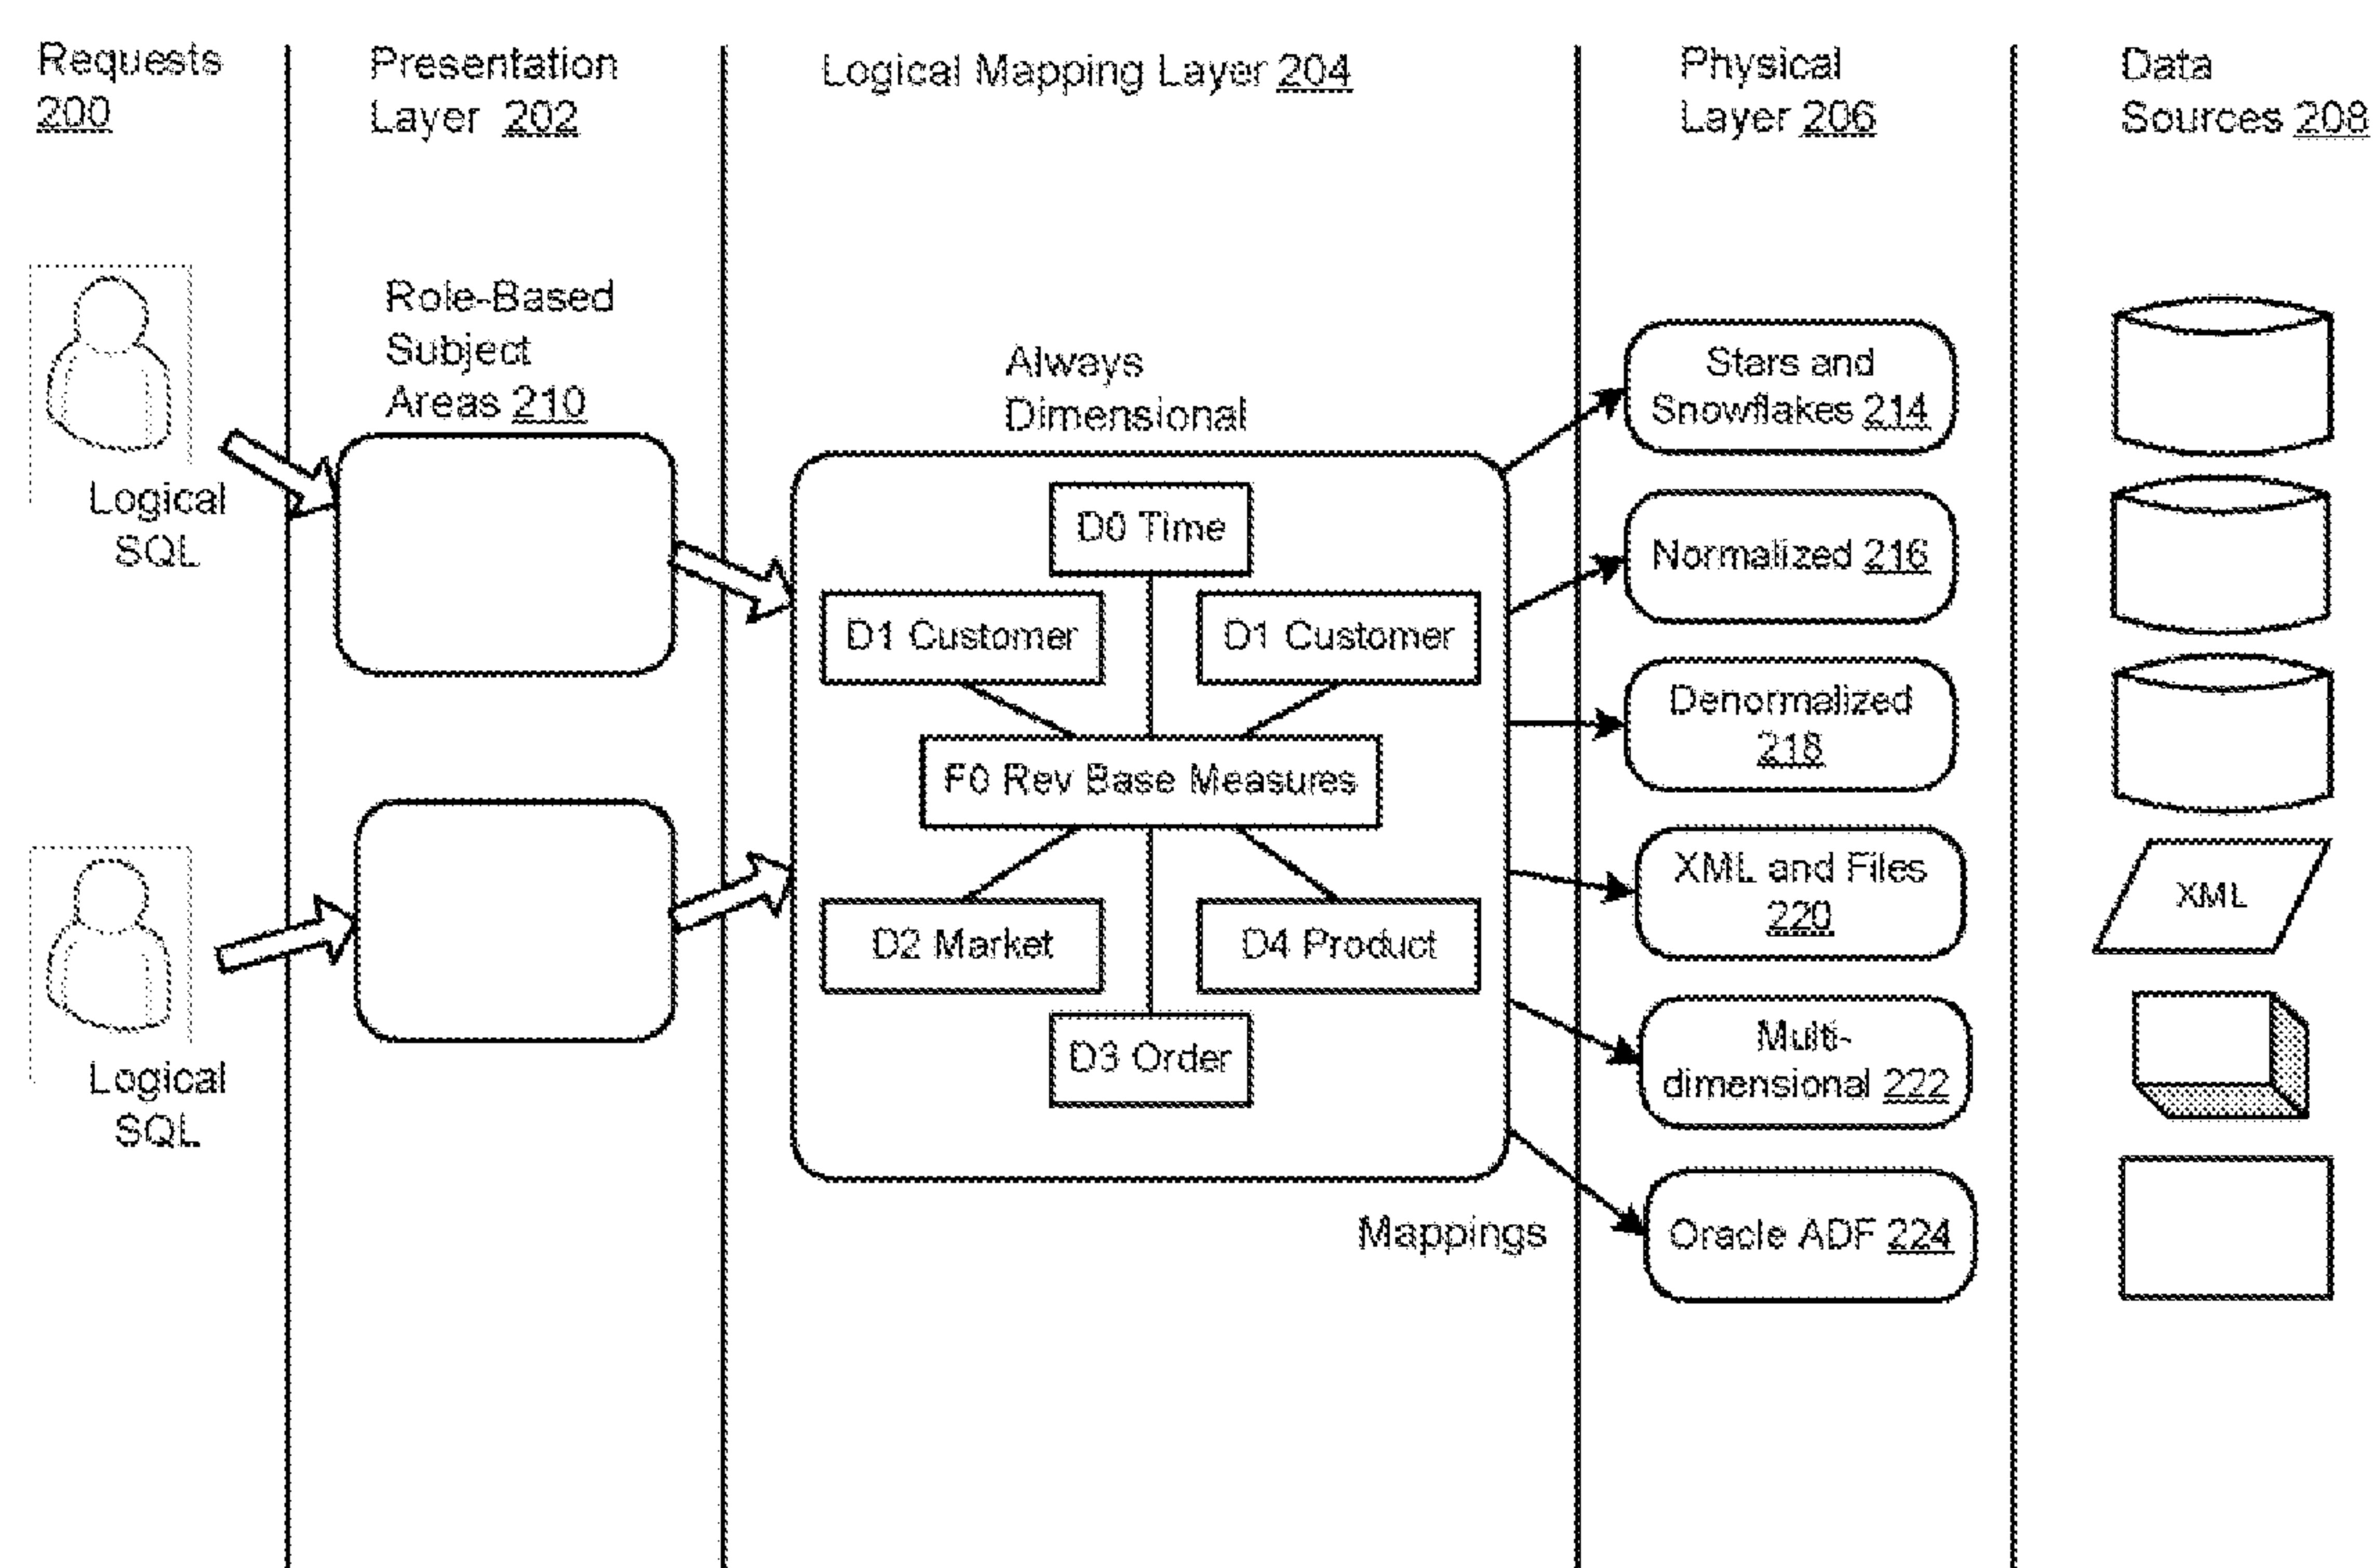 Requests
200
Presentation
Layer 202
Logical Mapping Layer 204
Physical
Layer 206
Data
Sources 208
Logical
SQL
Logical
SQL
Role-Based
Subject
Areas 210
Always
Dimensional
D0 Time
D1 Customer
D1 Customer
F0 Rev Base Measures
D2 Market
D4 Product
D3 Order
Mappings
Stars and
Snowflakes 214
Normalized 216
Denormalized
218
XML and Files
220
Multi-
dimensional 222
Oracle ADF 224
XML